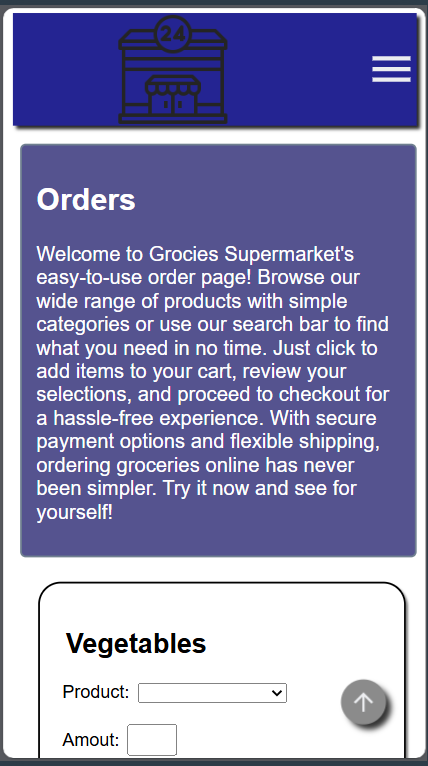 24
Orders
Welcome to Grocies Supermarket's
easy-to-use order page! Browse our
wide range of products with simple
categories or use our search bar to find
what you need in no time. Just click to
add items to your cart, review your
selections, and proceed to checkout for
a hassle-free experience. With secure
payment options and flexible shipping,
ordering groceries online has never
been simpler. Try it now and see for
yourself!
Vegetables
Product:
Amout: